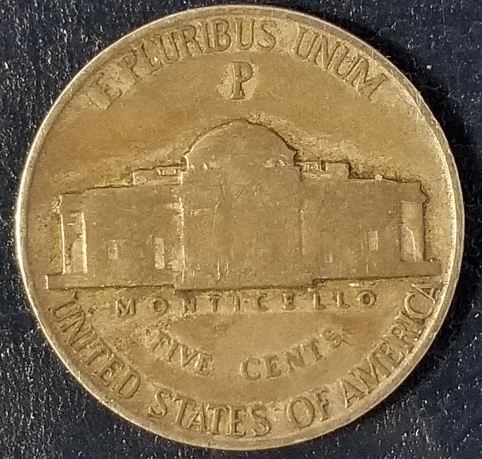 E PLURIBUS UNUM
P
MONTICELLO
FIVE CENTS
UNITED STATES OF AMERICA